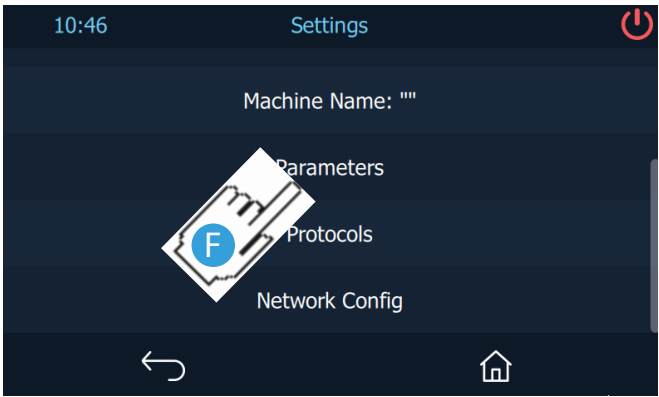 10:46 Settings
Machine Name: ""
Parameters
Protocols
F
Network Config